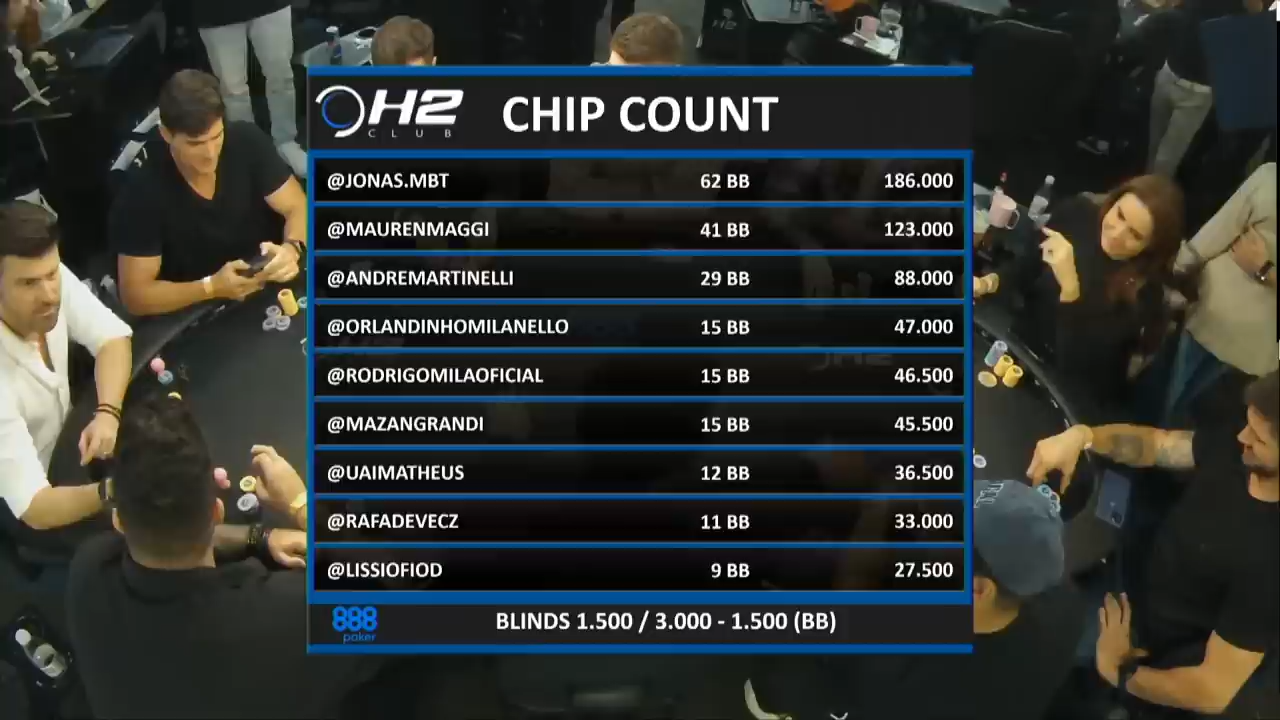 H2 CLUB
CHIP COUNT
@JONAS.MBT 62 BB 186.000
@MAURENMAGGI 41 BB 123.000
@ANDREMARTINELLI 29 BB 88.000
@ORLANDINHOMILANELLO 15 BB 47.000
@RODRIGOMILAOFICIAL 15 BB 46.500
@MAZANGRANDI 15 BB 45.500
@UAIMATHEUS 12 BB 36.500
@RAFADEVECZ 11 BB 33.000
@LISSIOFIOD 9 BB 27.500
888 poker
BLINDS 1.500 / 3.000 - 1.500 (BB)